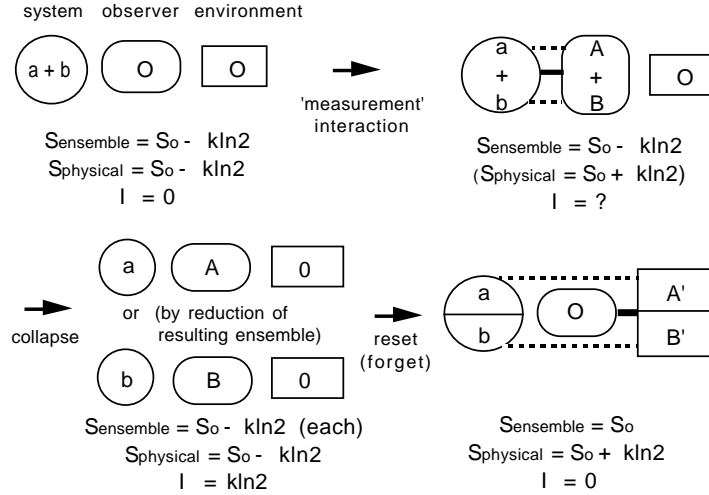 system observer environment
a + b O O
a A
+ + O
b B
'measurement'
interaction
Sensemble = So - kln2
Sphysical = So - kln2
I = 0
Sensemble = So - kln2
(Sphysical = So + kln2)
I = ?
a A 0
or (by reduction of
resulting ensemble)
b B 0
collapse
reset
(forget)
a O A'
b B'
Sensemble = So - kln2 (each)
Sphysical = So - kln2
I = kln2
Sensemble = So
Sphysical = So + kln2
I = 0